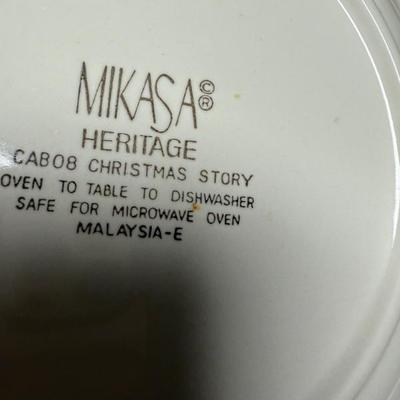 MIKASA©®
HERITAGE
CAB08 CHRISTMAS STORY
OVEN TO TABLE TO DISHWASHER
SAFE FOR MICROWAVE OVEN
MALAYSIA-E